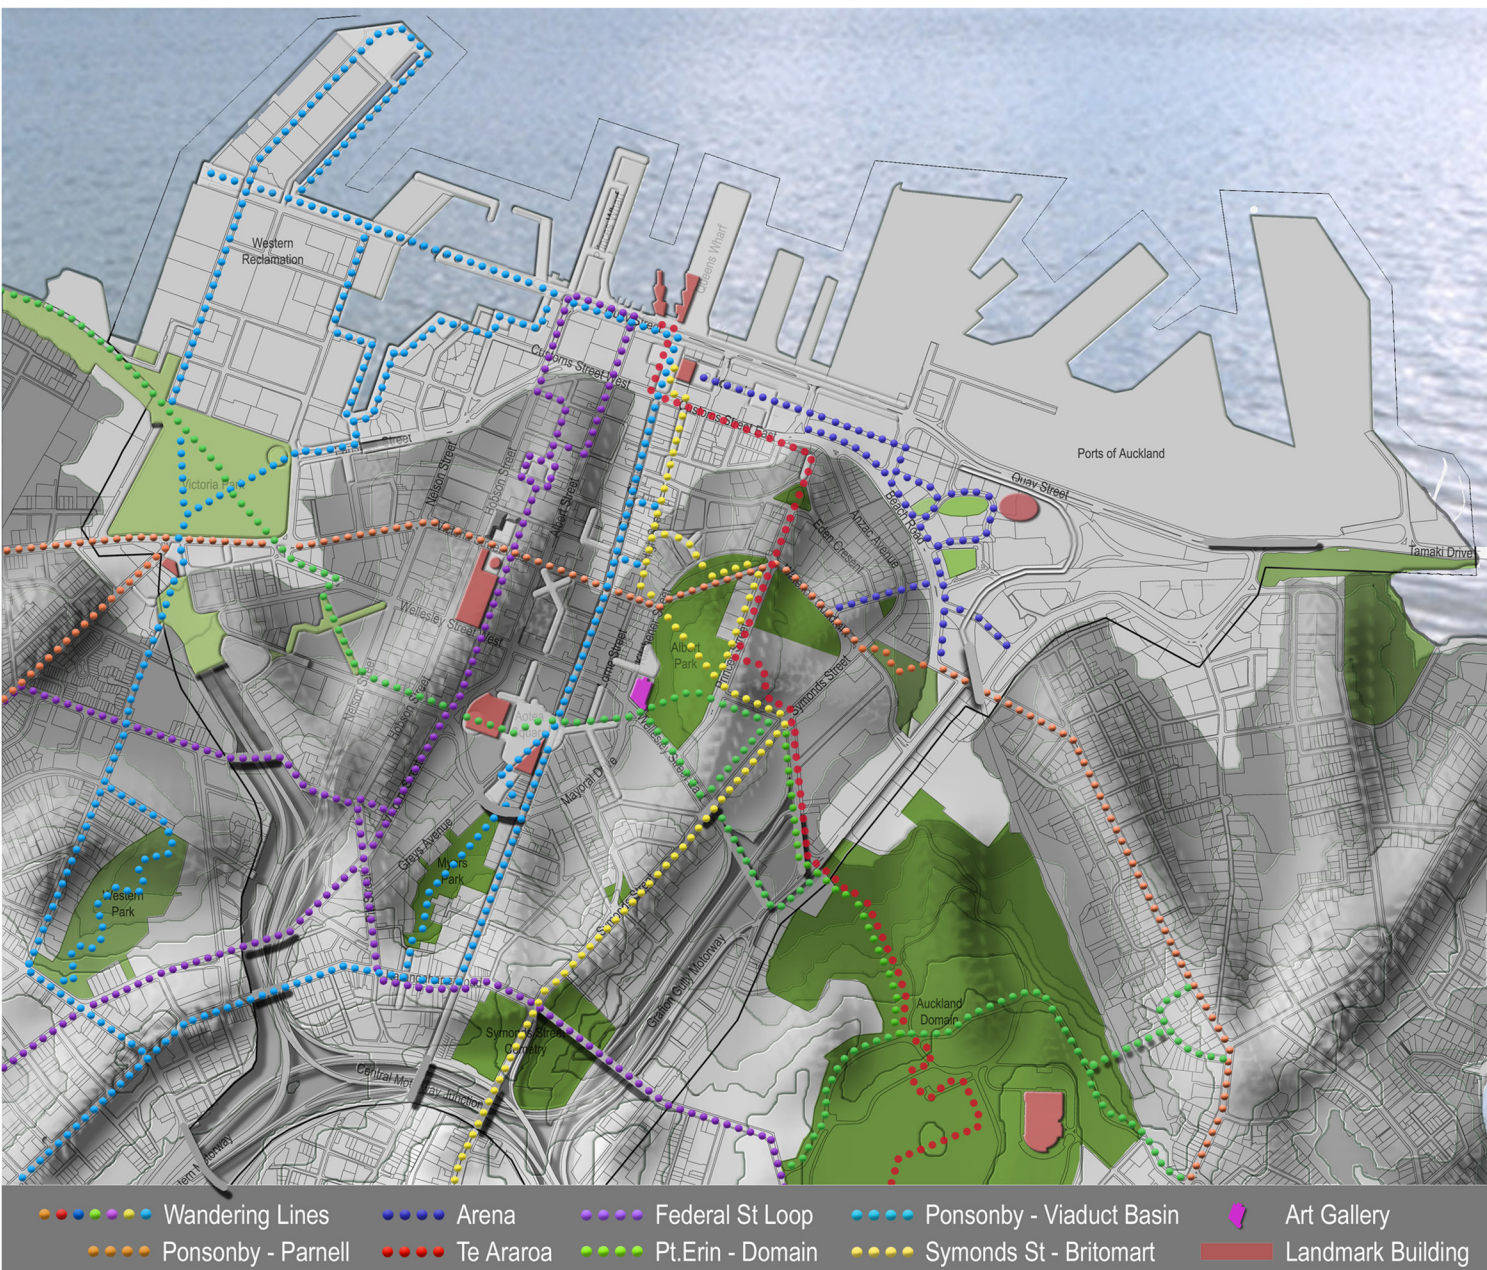 Western
Reclamation
Queens Wharf
Customs Street West
Ports of Auckland
Quay Street
Victoria Park
Nelson Street
Hobson Street
Albert Street
Beach Road
Anzac Avenue
Eden Crescent
Tamaki Drive
Wellesley Street West
Albert
Park
Symonds Street
Mayoral Drive
Greys Avenue
Myers
Park
Western
Park
Grafton Gully Motorway
Auckland
Domain
Symonds Street
Cemetry
Central Motorway Junction
Wandering Lines
Arena
Federal St Loop
Ponsonby - Viaduct Basin
Art Gallery
Ponsonby - Parnell
Te Araroa
Pt.Erin - Domain
Symonds St - Britomart
Landmark Building